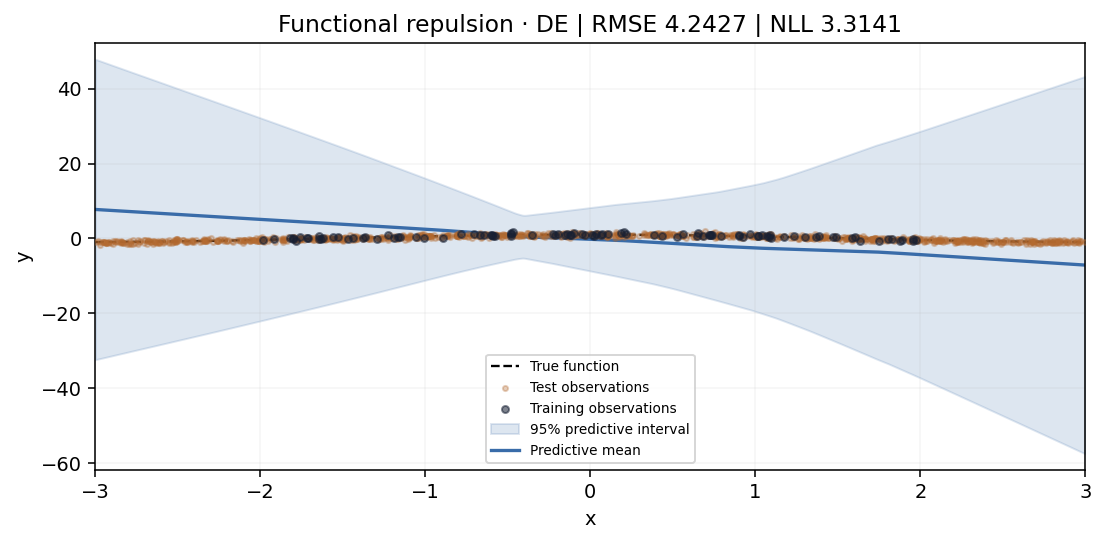 Functional repulsion · DE | RMSE 4.2427 | NLL 3.3141
y
40
20
0
−20
−40
−60
True function
Test observations
Training observations
95% predictive interval
Predictive mean
−3 −2 −1 0 1 2 3
x